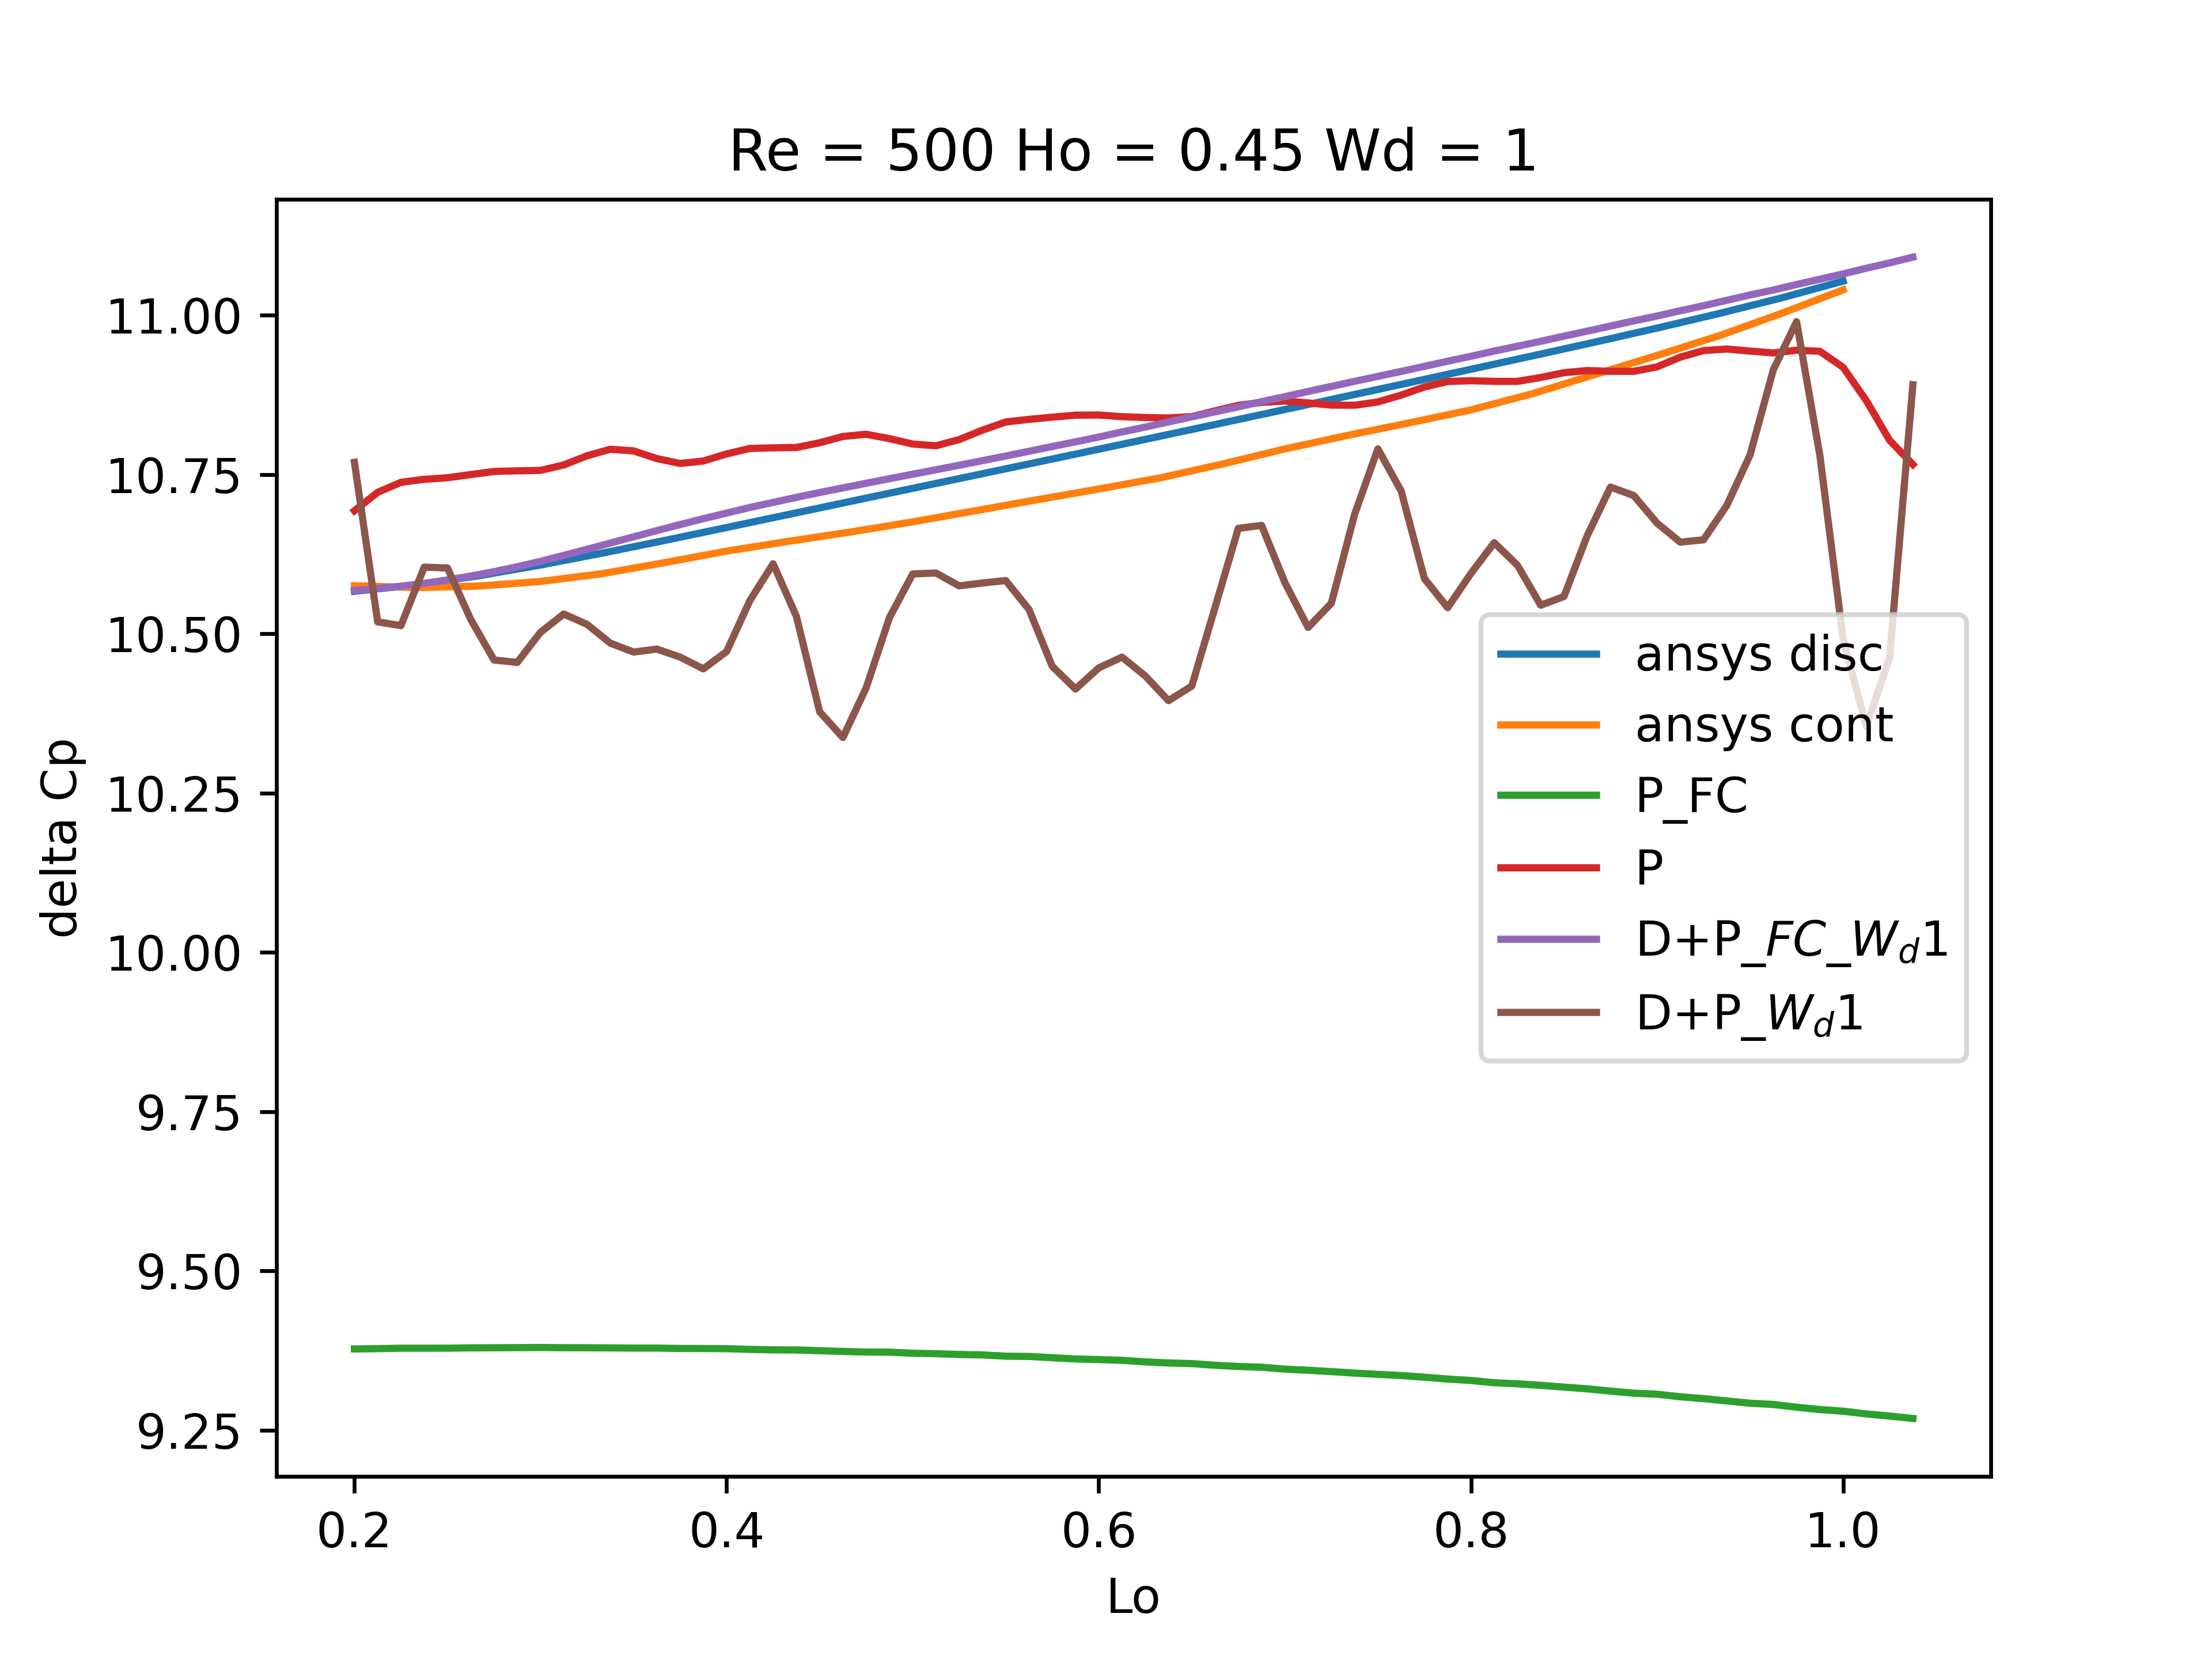 Re = 500 Ho = 0.45 Wd = 1
11.00
10.75
10.50
10.25
10.00
9.75
9.50
9.25
delta Cp
ansys disc
ansys cont
P_FC
P
D+P_FC_W_d1
D+P_W_d1
0.2 0.4 0.6 0.8 1.0
Lo